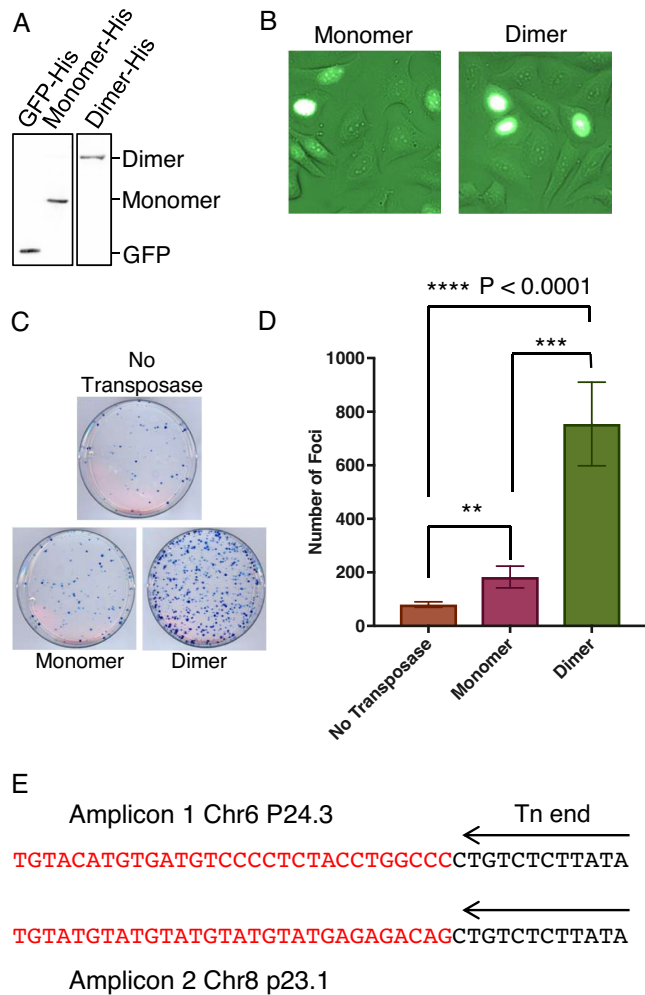 A
GFP-His
Monomer-His
Dimer-His
Dimer
Monomer
GFP
B
Monomer
Dimer
C
No
Transposase
Monomer
Dimer
D
**** P < 0.0001
***
**
Number of Foci
1000
800
600
400
200
0
No Transposase
Monomer
Dimer
E
Amplicon 1 Chr6 P24.3
Tn end
TGTACATGTGATGTCCCCTCTACCTGGCCCCTGTCTCTTATA
TGTATGTATGTATGTATGTATGAGAGACAGCTGTCTCTTATA
Amplicon 2 Chr8 p23.1